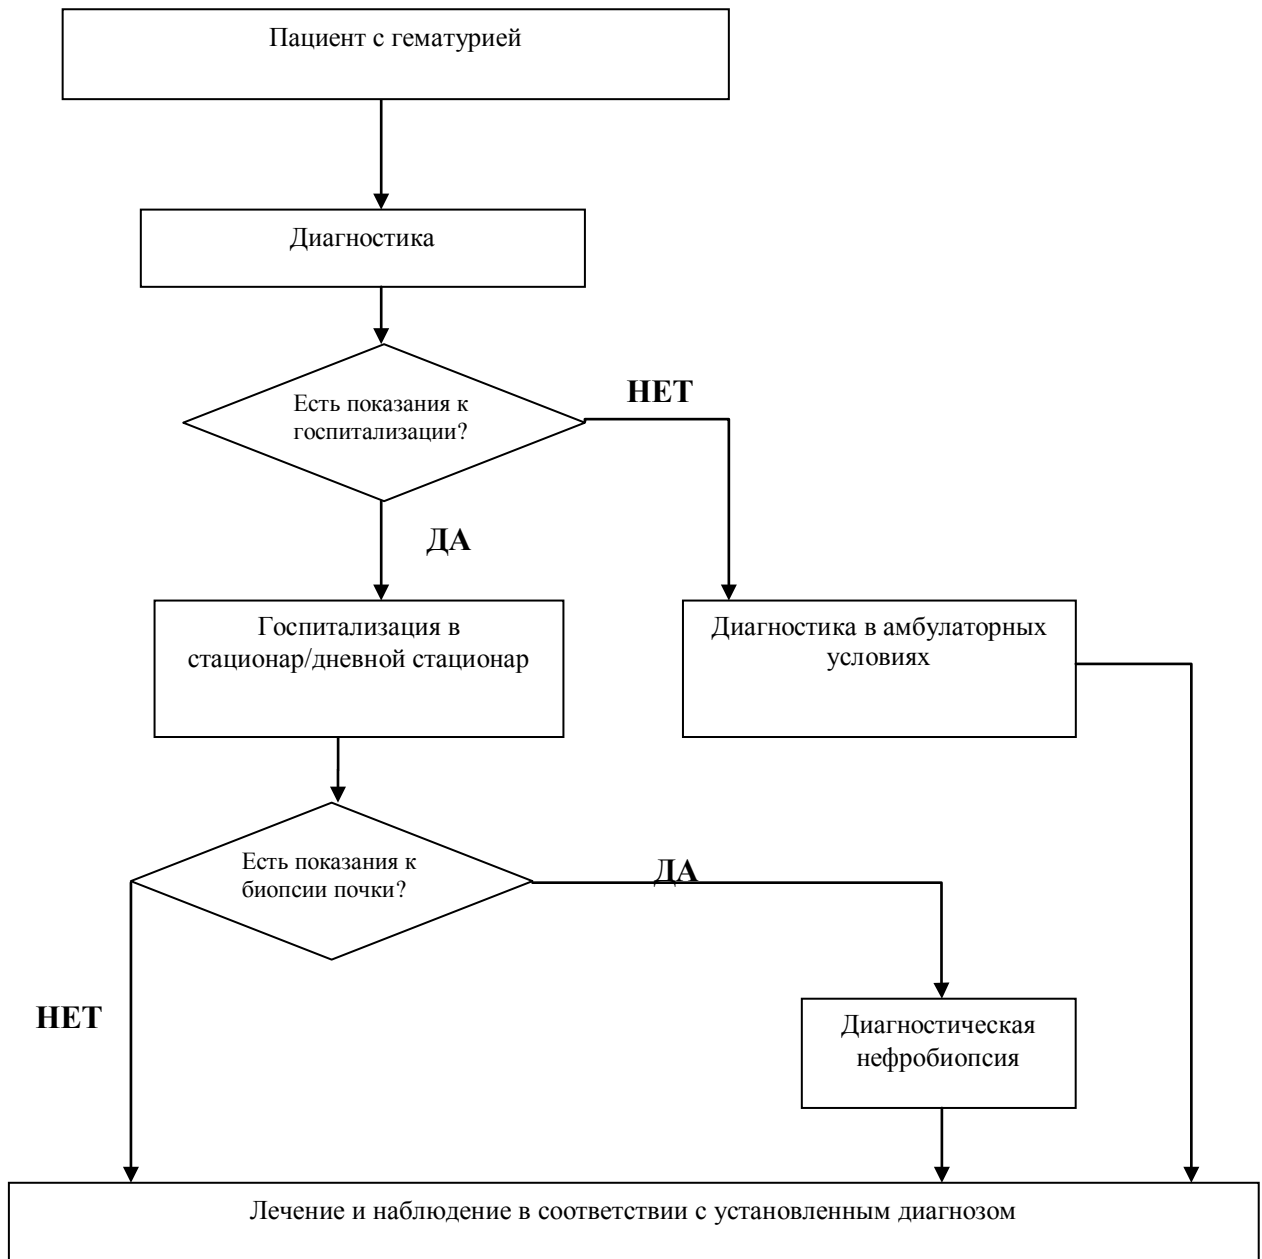 Пациент с гематурией
Диагностика
Есть показания к
госпитализации?
НЕТ
ДА
Госпитализация в
стационар/дневной стационар
Диагностика в амбулаторных
условиях
Есть показания к
биопсии почки?
ДА
НЕТ
Диагностическая
нефробиопсия
Лечение и наблюдение в соответствии с установленным диагнозом